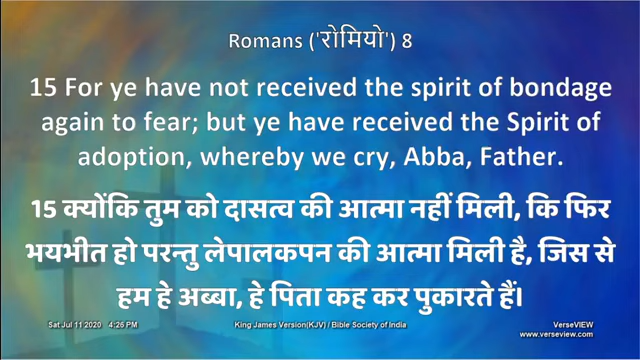 Romans ('रोमियो') 8
15 For ye have not received the spirit of bondage
again to fear; but ye have received the Spirit of
adoption, whereby we cry, Abba, Father.
15 क्योंकि तुम को दासत्व की आत्मा नहीं मिली, कि फिर
भयभीत हो परन्तु लेपालकपन की आत्मा मिली है, जिस से
हम हे अब्बा, हे पिता कह कर पुकारते हैं।
Sat Jul 11 2020 4:26 PM King James Version(KJV) / Bible Society of India VerseVIEW
www.verseview.com